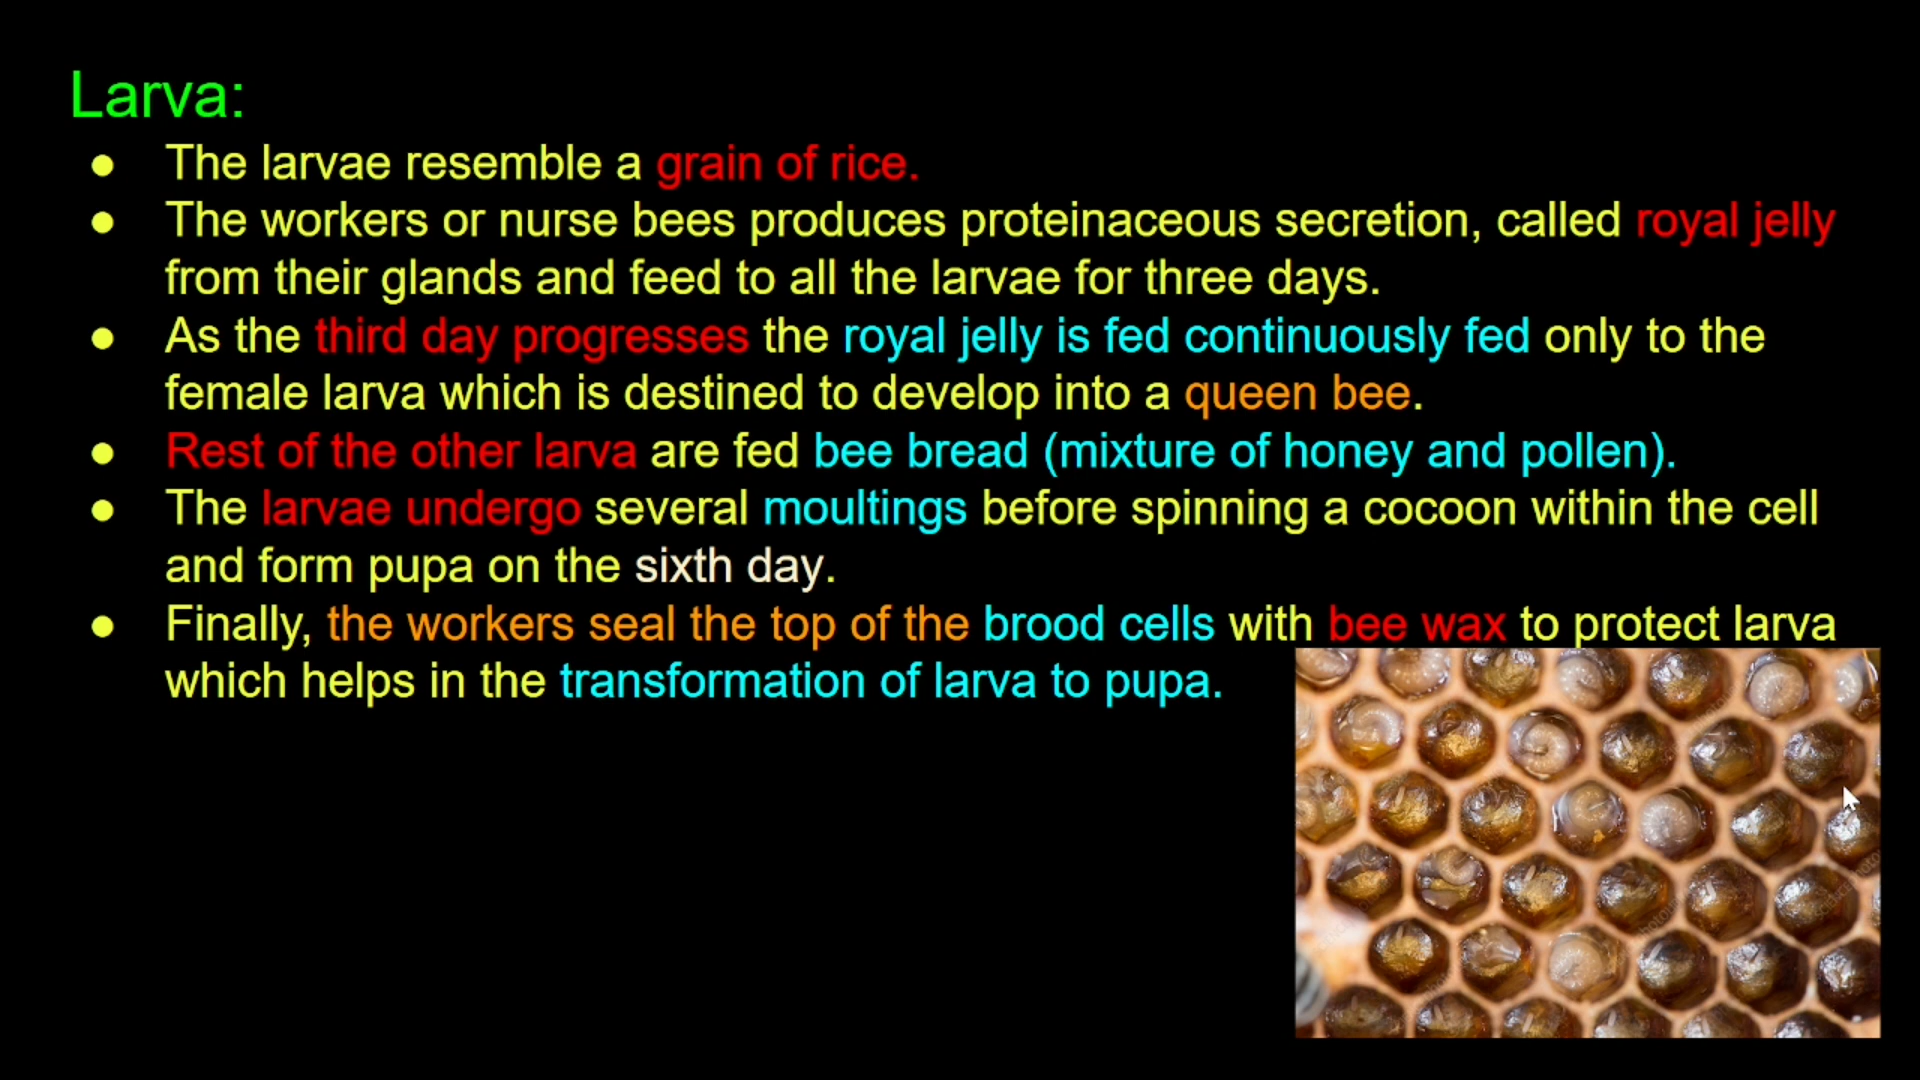 Larva:
● The larvae resemble a grain of rice.
● The workers or nurse bees produces proteinaceous secretion, called royal jelly
from their glands and feed to all the larvae for three days.
● As the third day progresses the royal jelly is fed continuously fed only to the
female larva which is destined to develop into a queen bee.
● Rest of the other larva are fed bee bread (mixture of honey and pollen).
● The larvae undergo several moultings before spinning a cocoon within the cell
and form pupa on the sixth day.
● Finally, the workers seal the top of the brood cells with bee wax to protect larva
which helps in the transformation of larva to pupa.